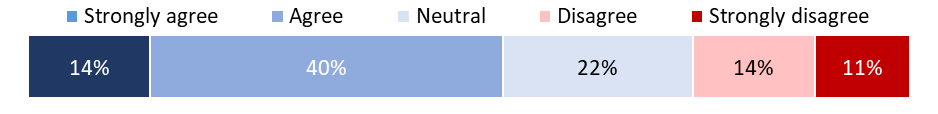 Strongly agree Agree Neutral Disagree Strongly disagree
14% 40% 22% 14% 11%